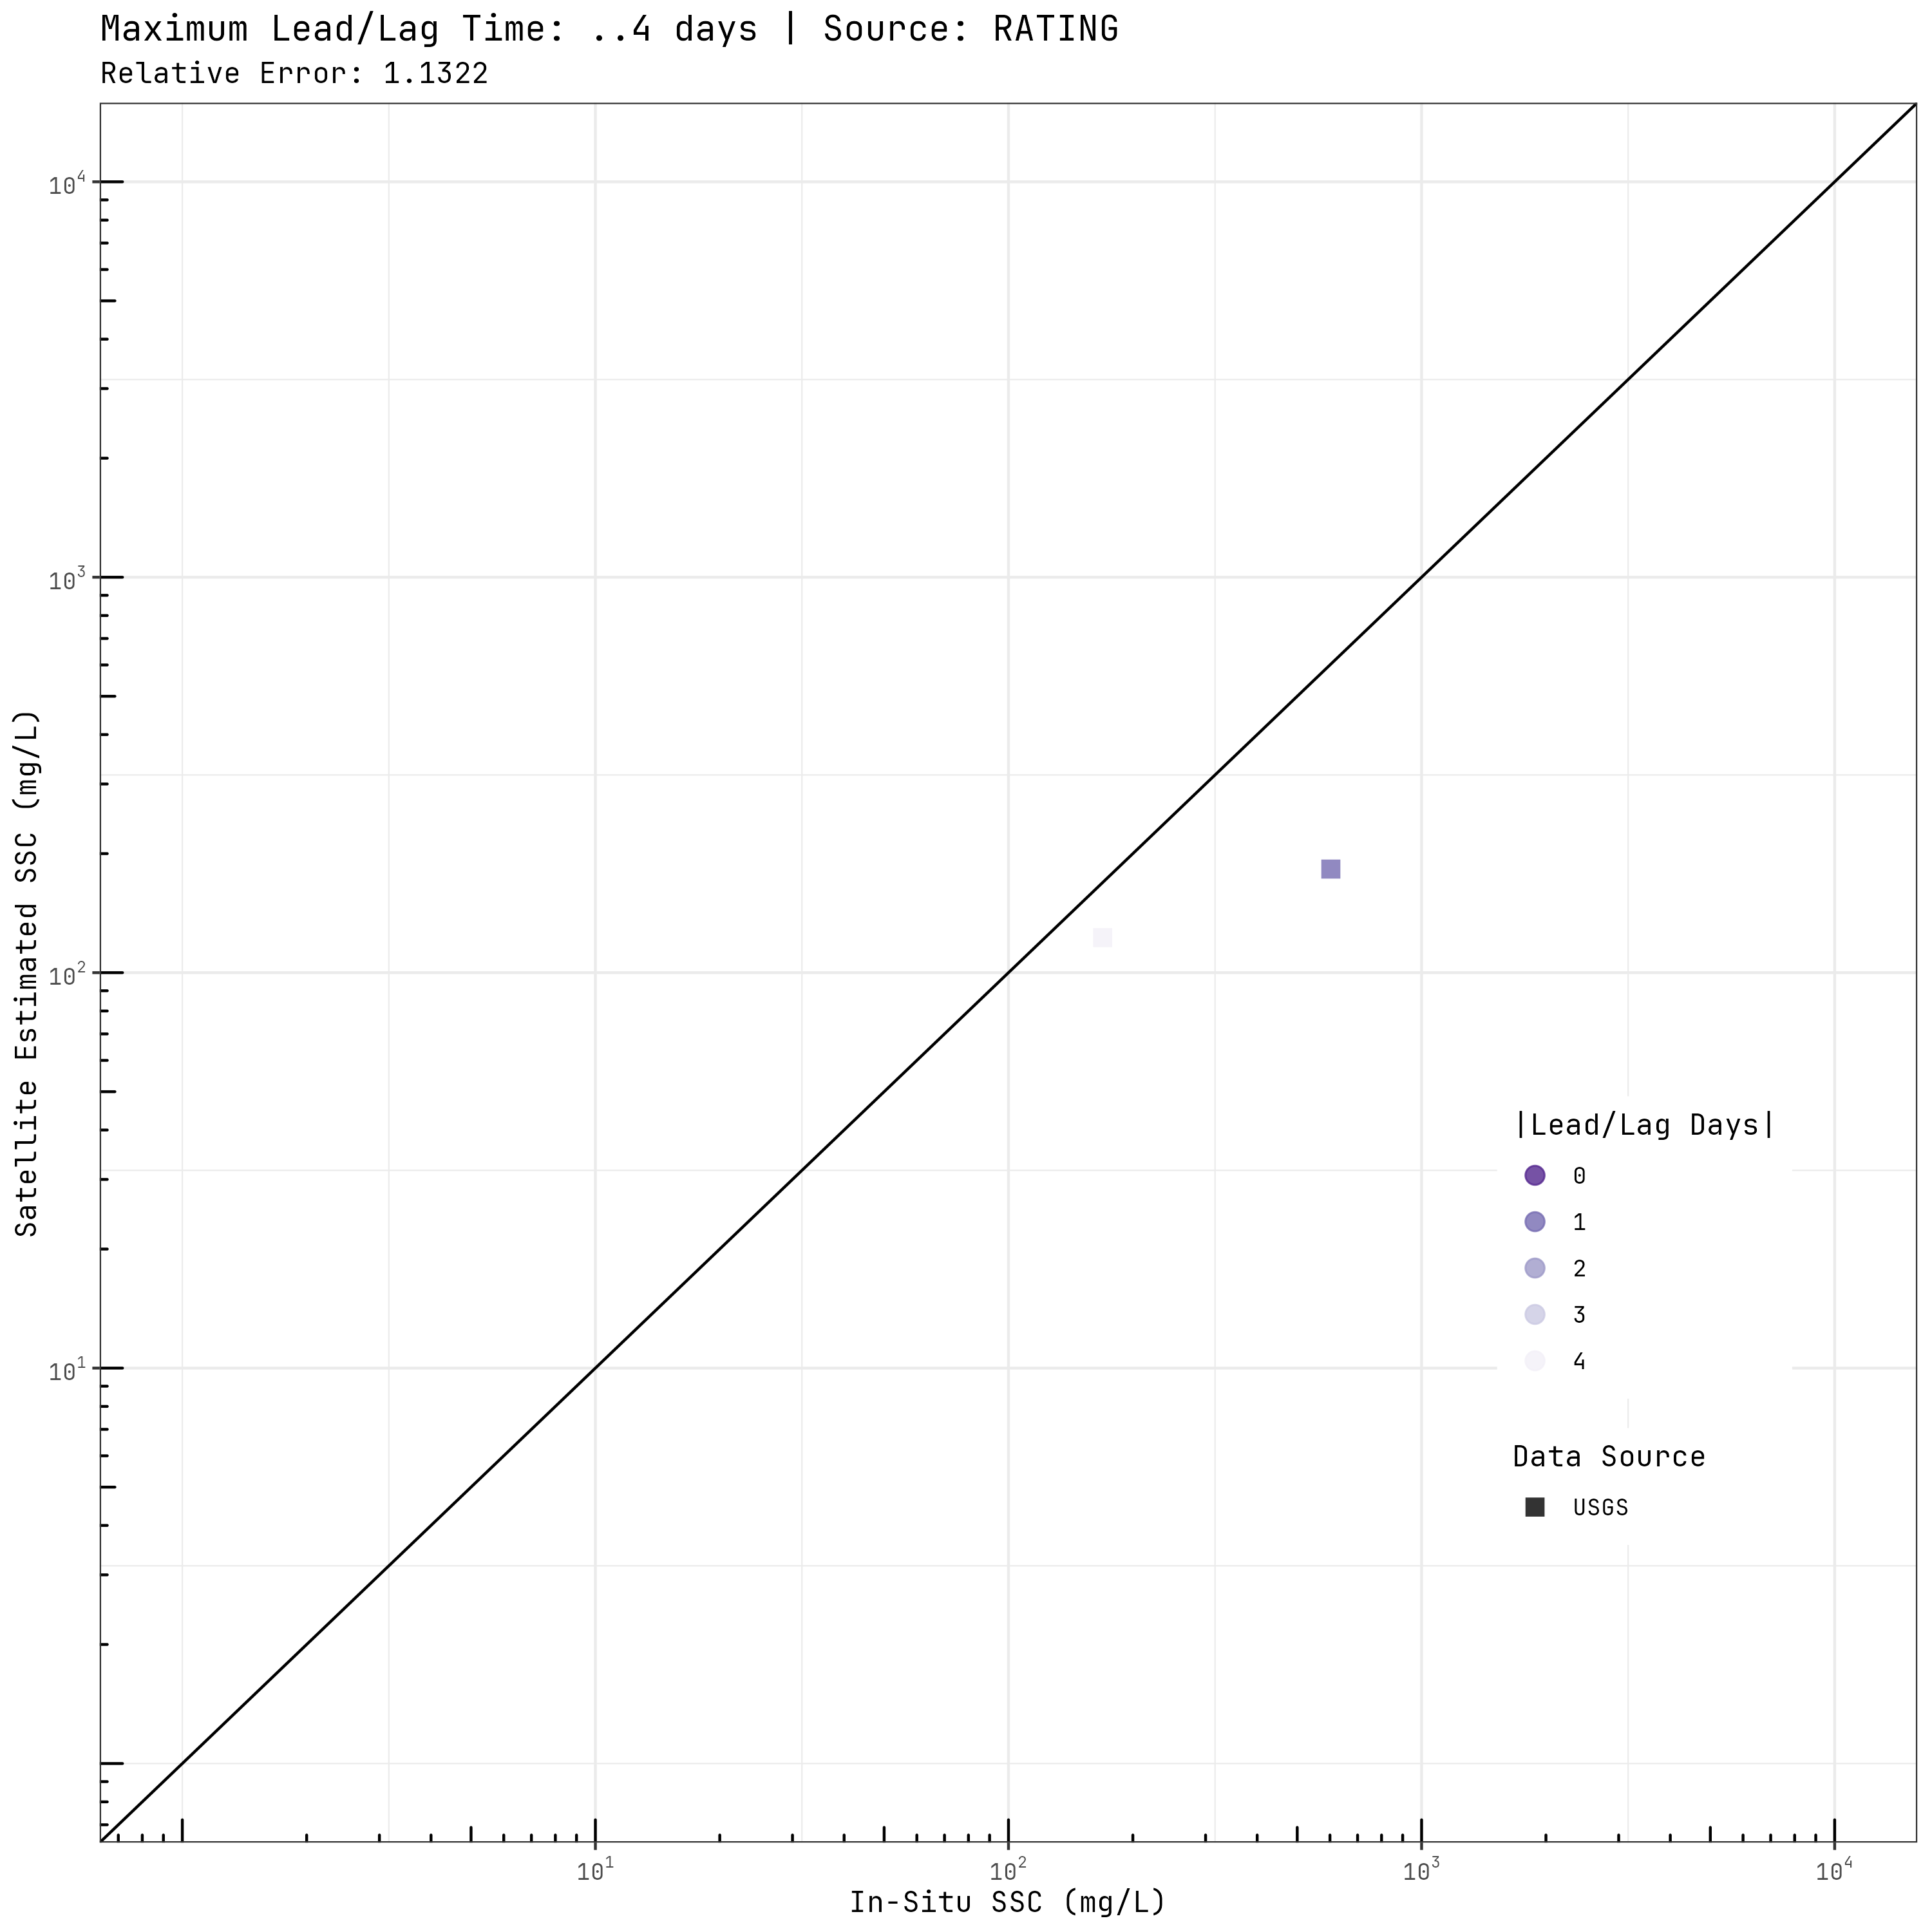 Maximum Lead/Lag Time: ..4 days | Source: RATING
Relative Error: 1.1322
Satellite Estimated SSC (mg/L)
10⁴
10³
10²
10¹
|Lead/Lag Days|
0
1
2
3
4
Data Source
USGS
10¹ 10² 10³ 10⁴
In-Situ SSC (mg/L)